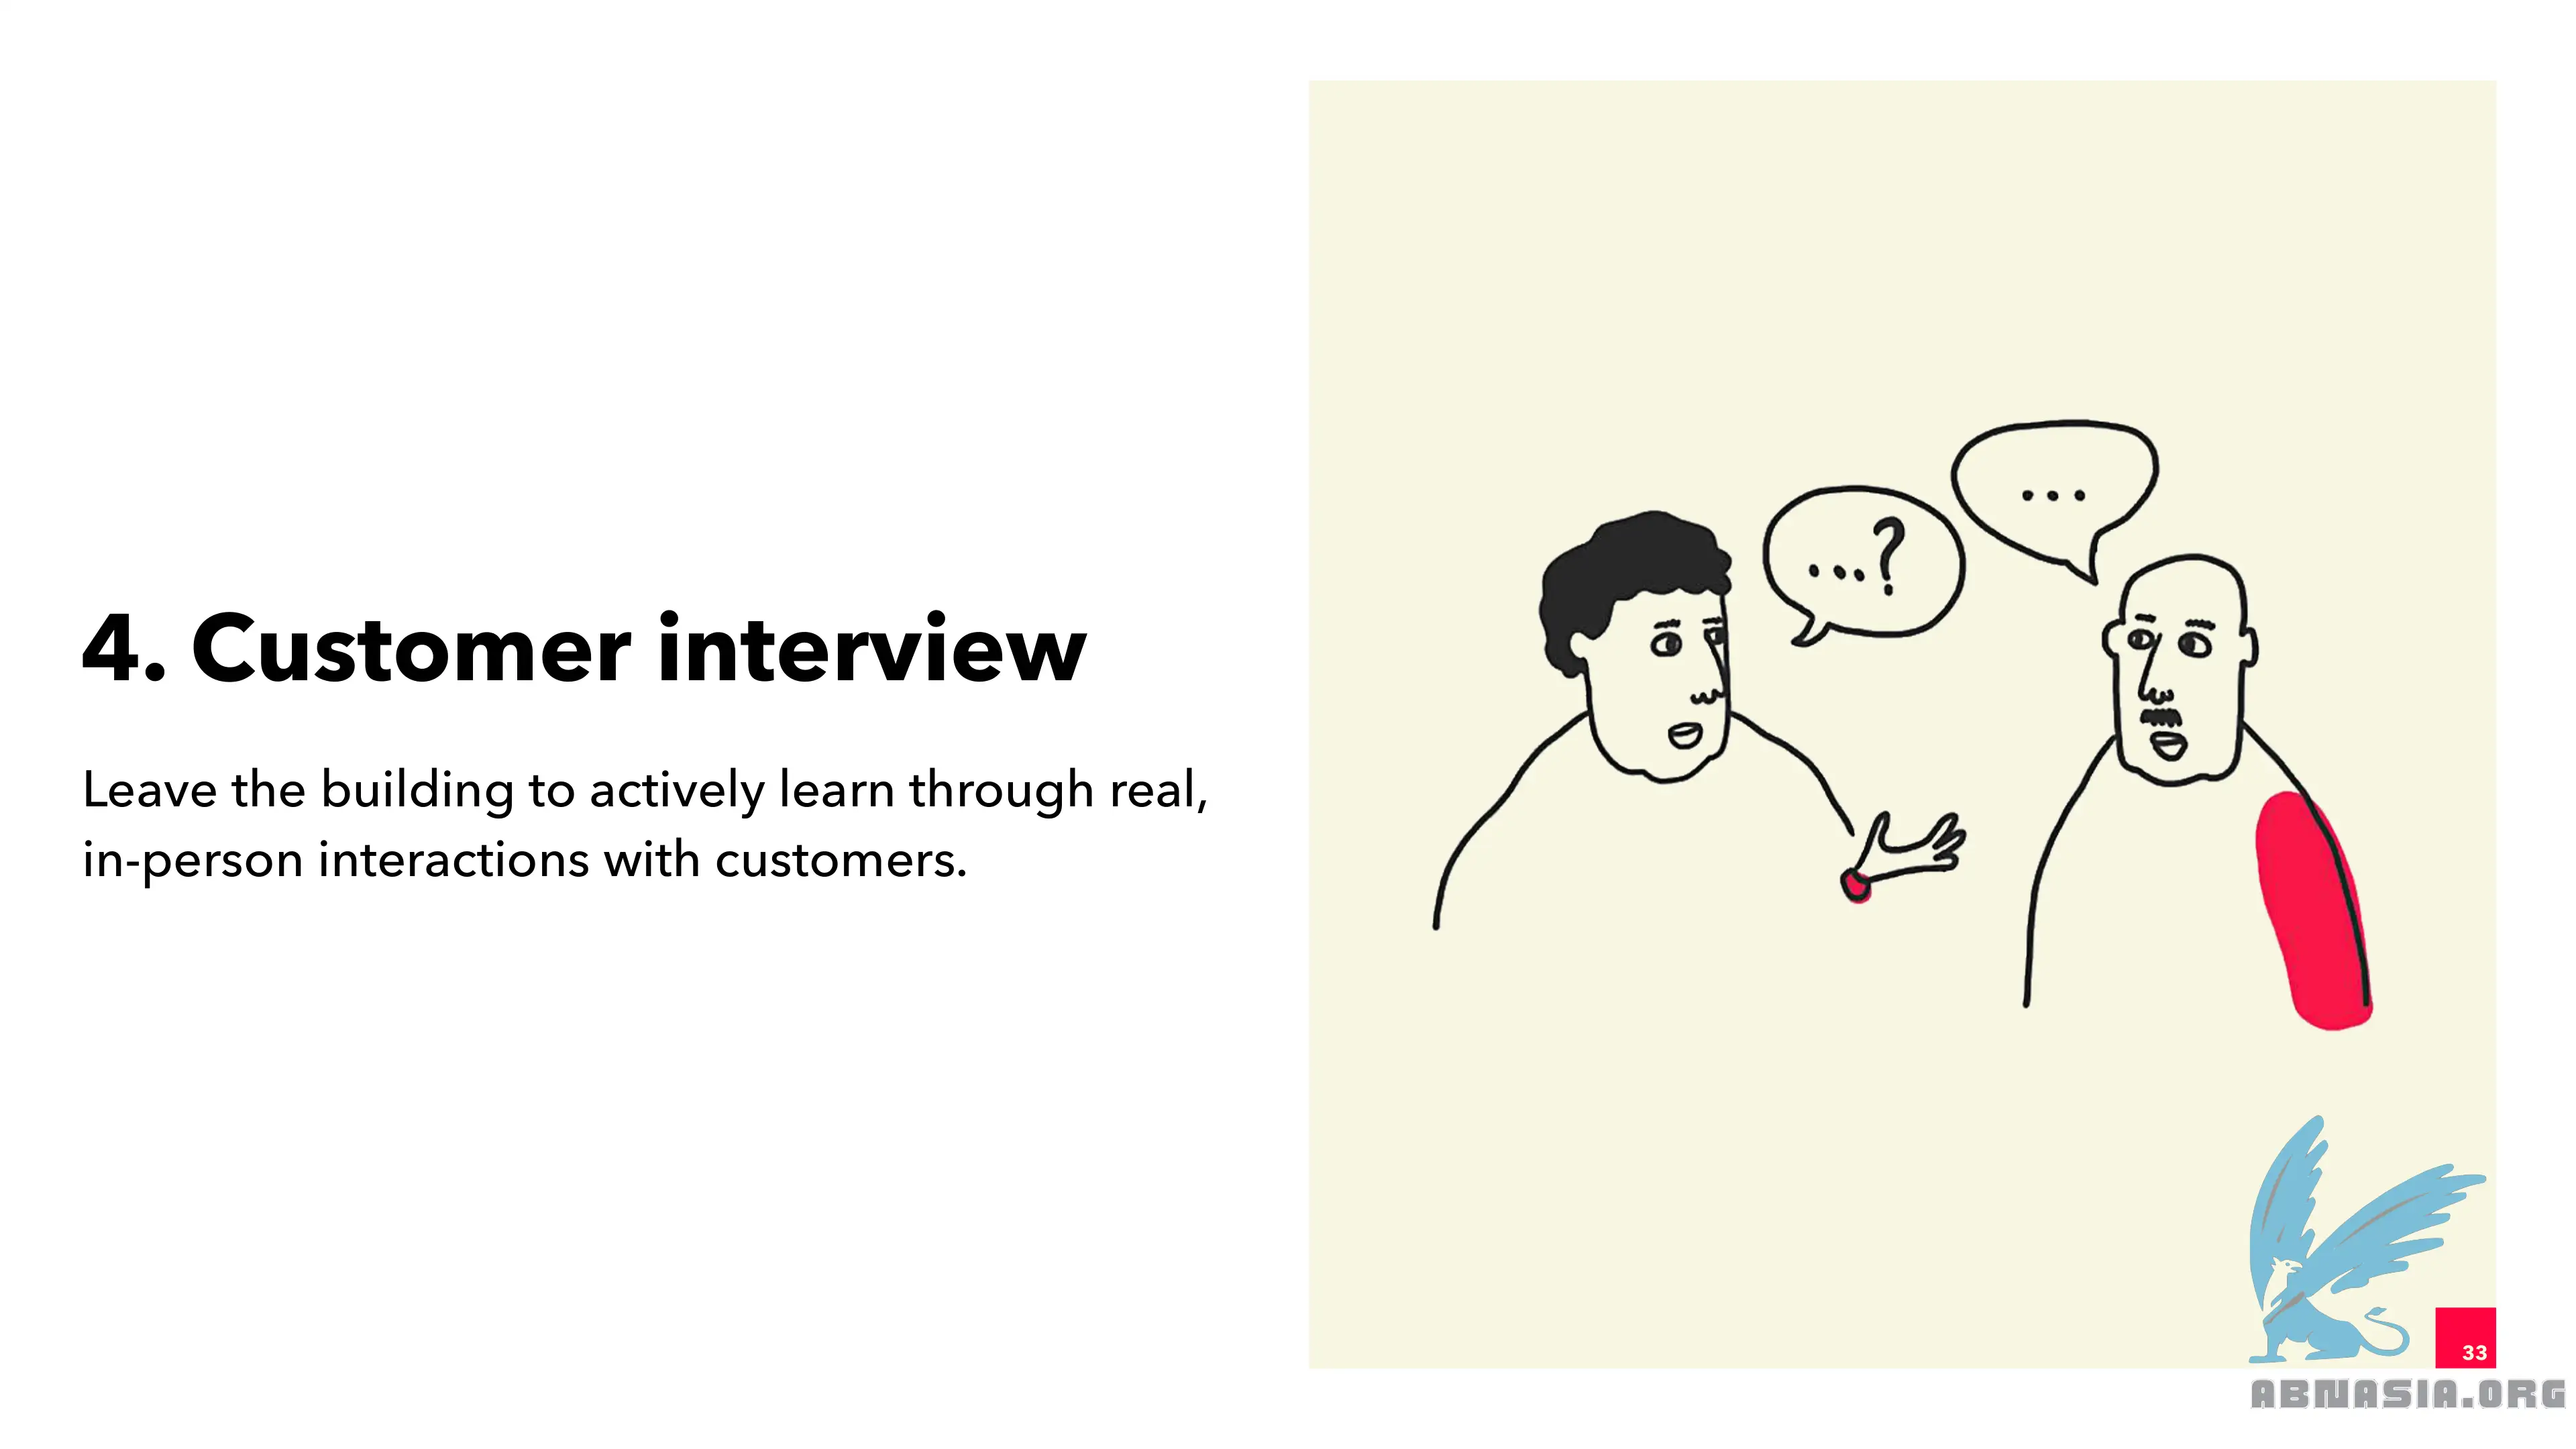 4. Customer interview
Leave the building to actively learn through real,
in-person interactions with customers.
...?
...
33
ABNASIA.ORG